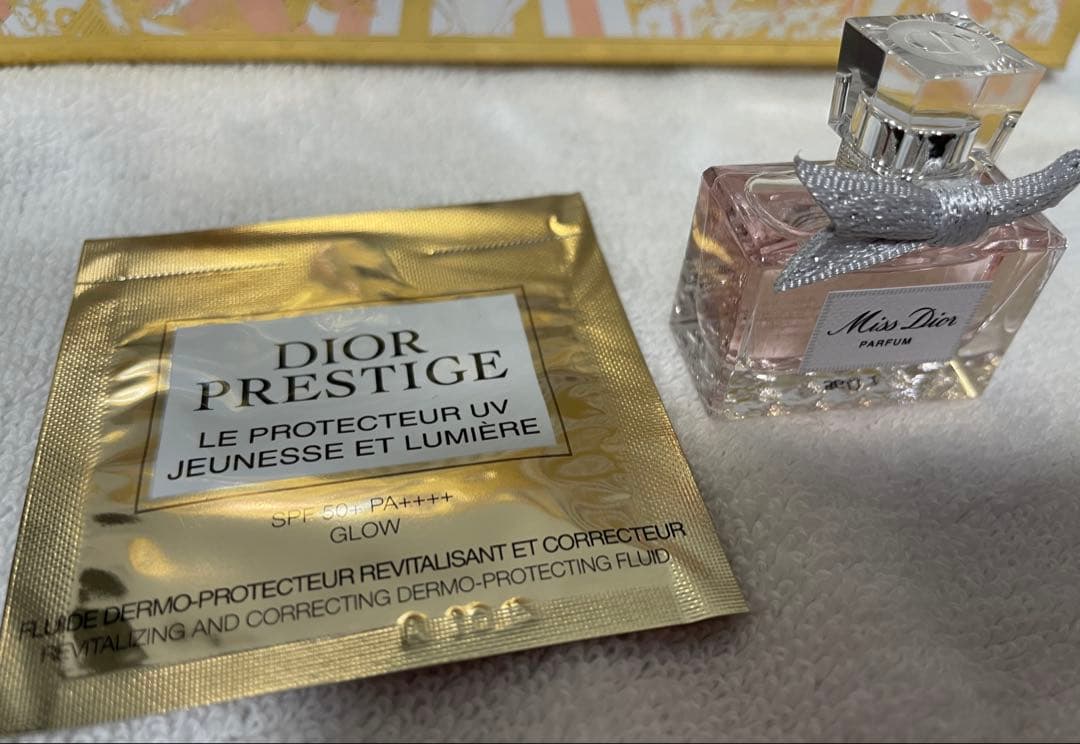 DIOR
PRESTIGE
LE PROTECTEUR UV
JEUNESSE ET LUMIÈRE
SPF 50+ PA++++
GLOW
FLUIDE DERMO-PROTECTEUR REVITALISANT ET CORRECTEUR
REVITALIZING AND CORRECTING DERMO-PROTECTING FLUID
Miss Dior
PARFUM